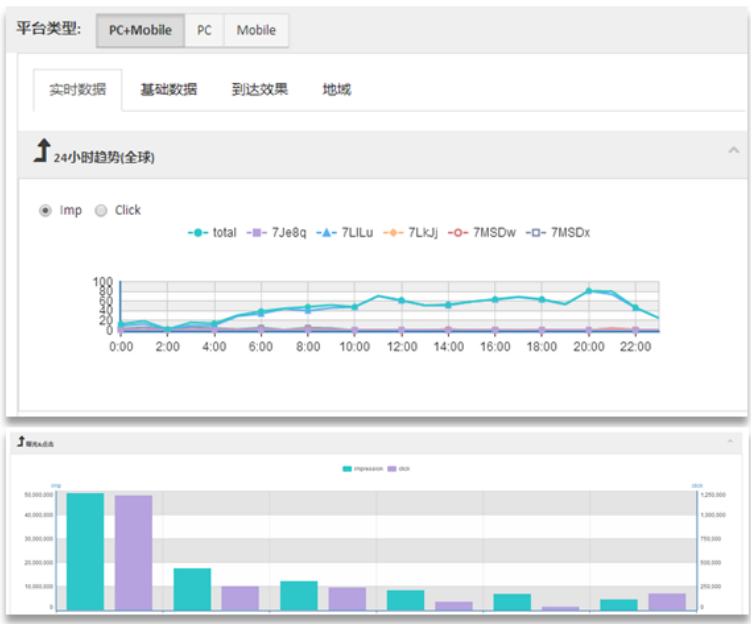 平台类型: PC+Mobile PC Mobile
实时数据 基础数据 到达效果 地域
24小时趋势(全球)
Imp Click
total 7Je8q 7LILu 7LkJj 7MSDw 7MSDx
100
80
60
40
20
0
0:00 2:00 4:00 6:00 8:00 10:00 12:00 14:00 16:00 18:00 20:00 22:00
曝光&点击
impression click
imp click
50,000,000 1,250,000
40,000,000 1,000,000
30,000,000 750,000
20,000,000 500,000
10,000,000 250,000
0 0